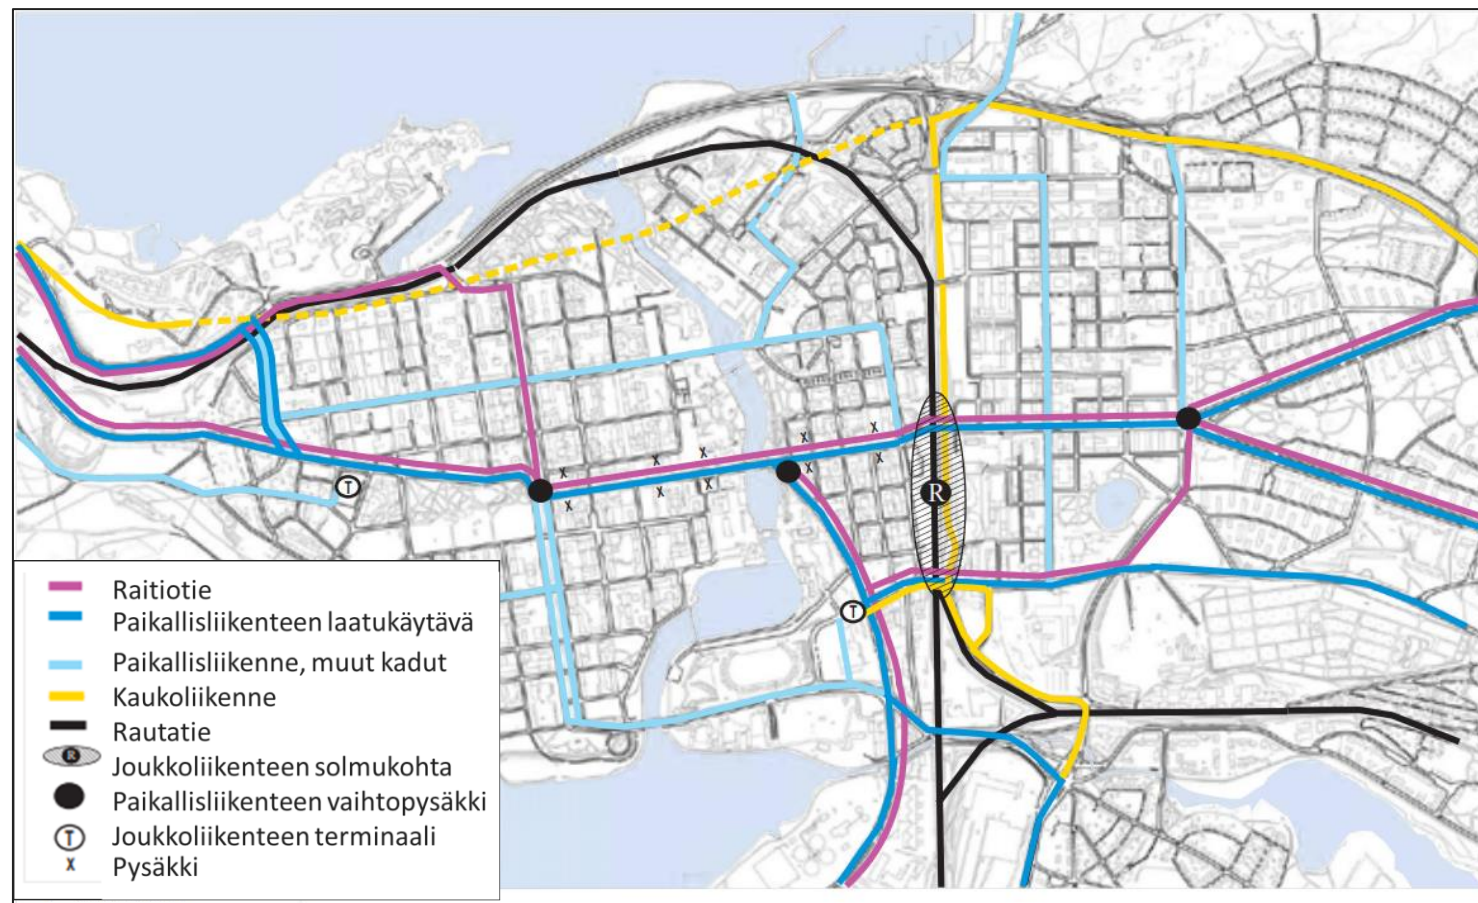 x x x x x
x x x x x
T
R
T
Raitiotie
Paikallisliikenteen laatukäytävä
Paikallisliikenne, muut kadut
Kaukoliikenne
Rautatie
R Joukkoliikenteen solmukohta
Paikallisliikenteen vaihtopysäkki
T Joukkoliikenteen terminaali
x Pysäkki